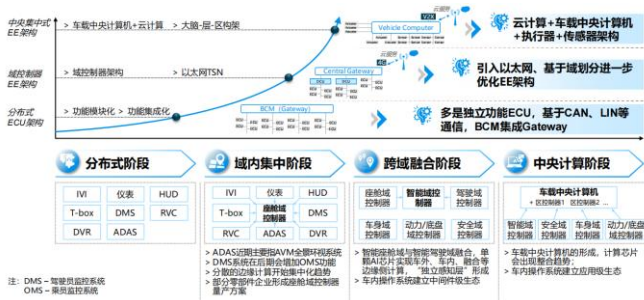 中央集中式
EE架构
> 车载中央计算机+云计算 > 大脑-层-区构架
云端
V2X
Vehicle Computer
云计算+车载中央计算机
+执行器+传感器架构
域控制器
EE架构
> 域控制器架构 > 以太网TSN
4G
Central Gateway
引入以太网、基于域划分进一步
优化EE架构
分布式
ECU架构
> 功能模块化 > 功能集成化
BCM (Gateway)
多是独立功能ECU，基于CAN、LIN等
通信，BCM集成Gateway
分布式阶段
IVI 仪表 HUD
T-box DMS RVC
DVR ADAS
域内集中阶段
IVI 仪表 HUD
T-box 座舱域控制器 DMS
RVC ADAS DVR
> ADAS近期主要指AVM全景环视系统
> DMS系统在后期会增加OMS功能
> 分散的边缘计算开始集中化趋势
> 部分零部件企业形成座舱域控制器
量产方案
跨域融合阶段
座舱域控制器 智能域控制器 驾驶域控制器
车身域控制器 动力/底盘域控制器 安全域控制器
> 智能座舱域与智能驾驶域融合，单
颗AI芯片实现车外、车内，融合等
边缘侧计算，“独立感知层”形成
> 车内操作系统建立中间件级生态
中央计算阶段
车载中央计算机
+ 区控制器1 区控制器2 ...
智能域控制器 安全域控制器 车身域控制器 动力/底盘域控制器
> 车载中央计算机的形成，计算芯片
会出现整合趋势；
> 车内操作系统建立应用级生态
注：DMS – 驾驶员监控系统
OMS – 乘员监控系统